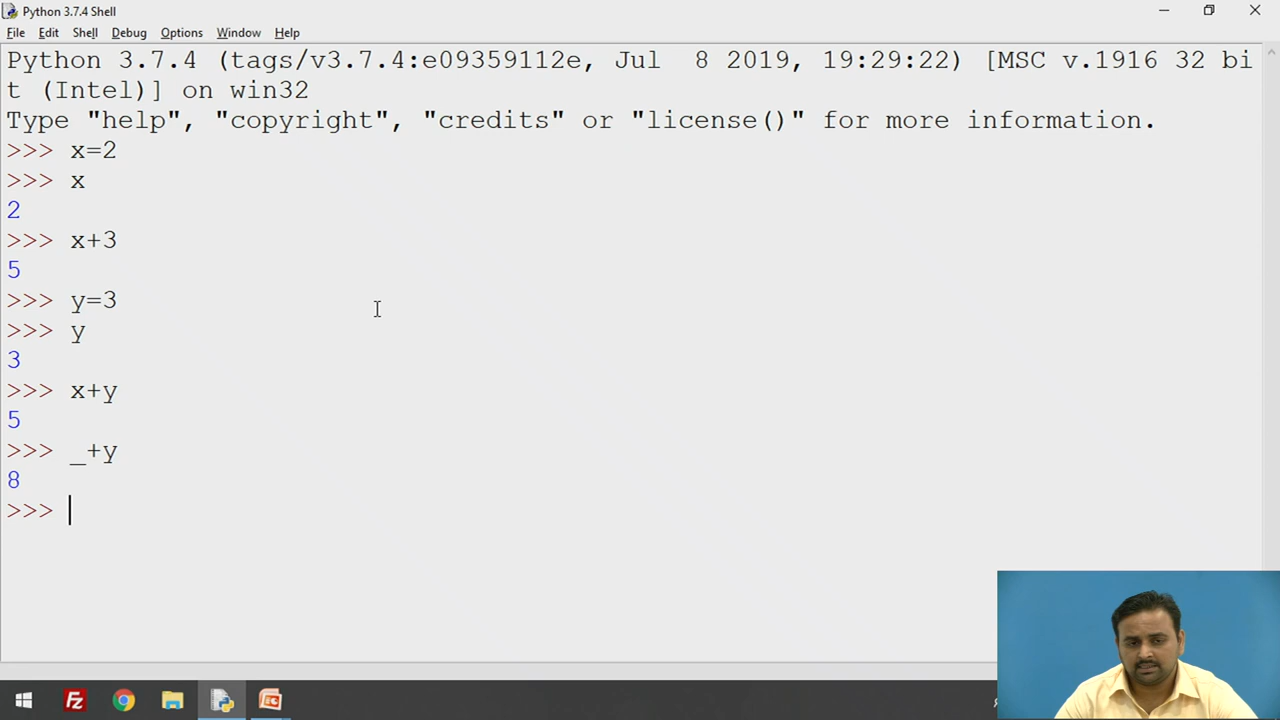 Python 3.7.4 Shell
File Edit Shell Debug Options Window Help
Python 3.7.4 (tags/v3.7.4:e09359112e, Jul  8 2019, 19:29:22) [MSC v.1916 32 bi
t (Intel)] on win32
Type "help", "copyright", "credits" or "license()" for more information.
>>> x=2
>>> x
2
>>> x+3
5
>>> y=3
>>> y
3
>>> x+y
5
>>> _+y
8
>>>
Fz